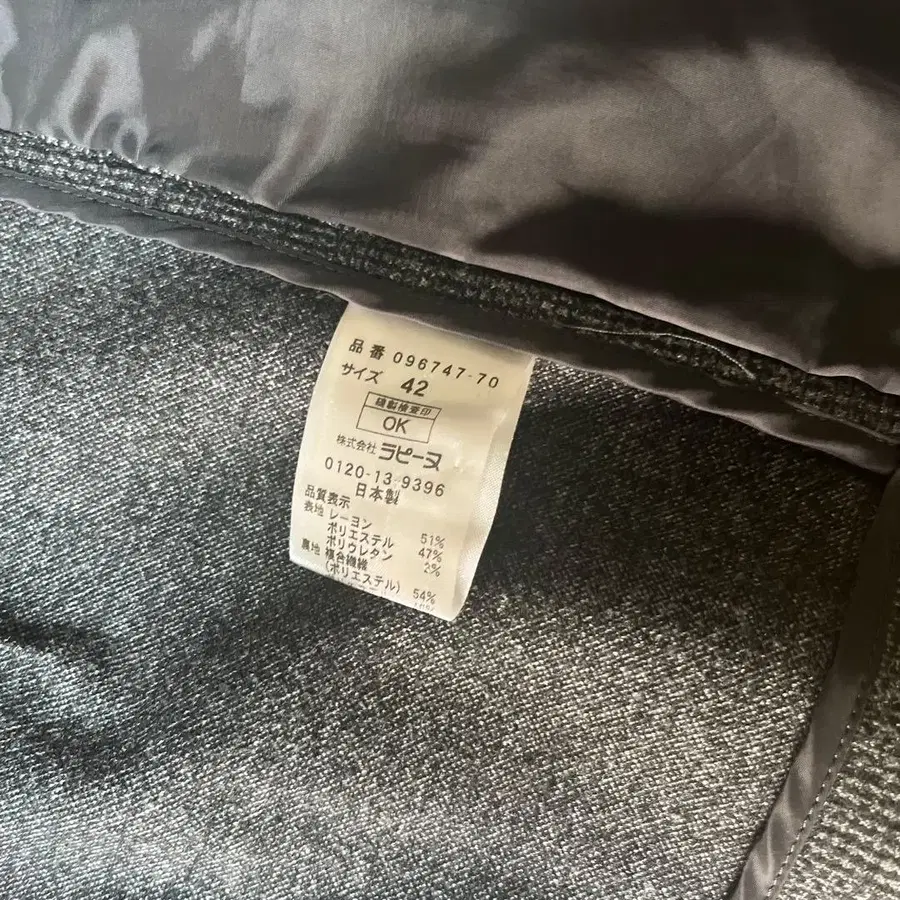 品番 096747-70
サイズ 42
縫製検査印
OK
株式会社 ラピーヌ
0120-13-9396
日本製
品質表示
表地 レーヨン 51%
ポリエステル 47%
ポリウレタン 2%
裏地 複合繊維
(ポリエステル) 54%